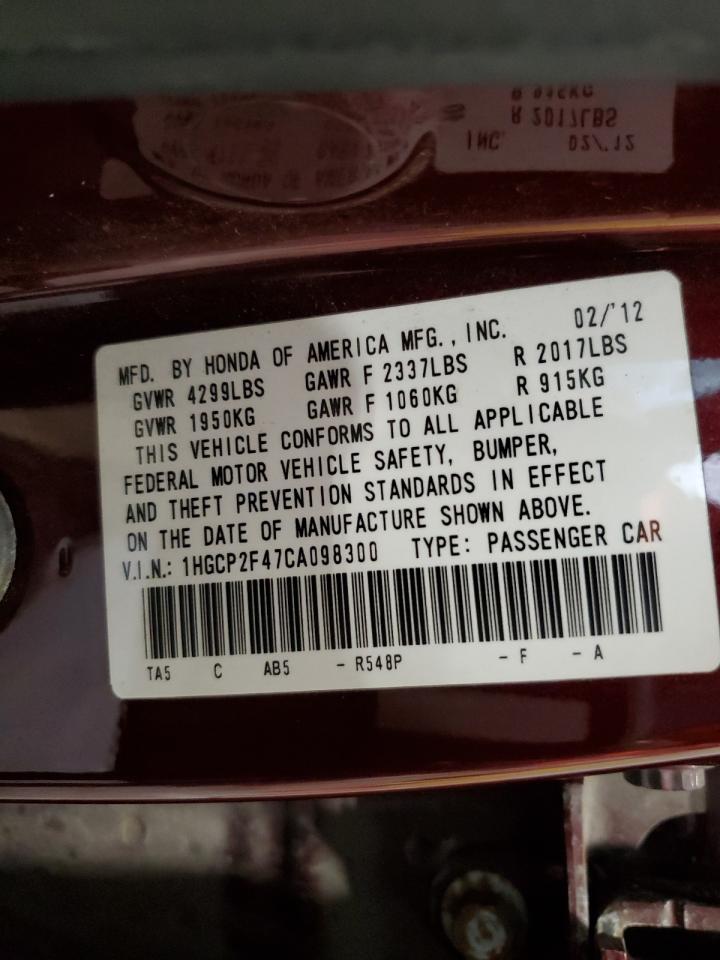 MFD. BY HONDA OF AMERICA MFG., INC. 02/'12
GVWR 4299LBS GAWR F 2337LBS R 2017LBS
GVWR 1950KG GAWR F 1060KG R 915KG
THIS VEHICLE CONFORMS TO ALL APPLICABLE
FEDERAL MOTOR VEHICLE SAFETY, BUMPER,
AND THEFT PREVENTION STANDARDS IN EFFECT
ON THE DATE OF MANUFACTURE SHOWN ABOVE.
V.I.N.: 1HGCP2F47CA098300 TYPE: PASSENGER CAR
TA5 C AB5 - R548P - F - A